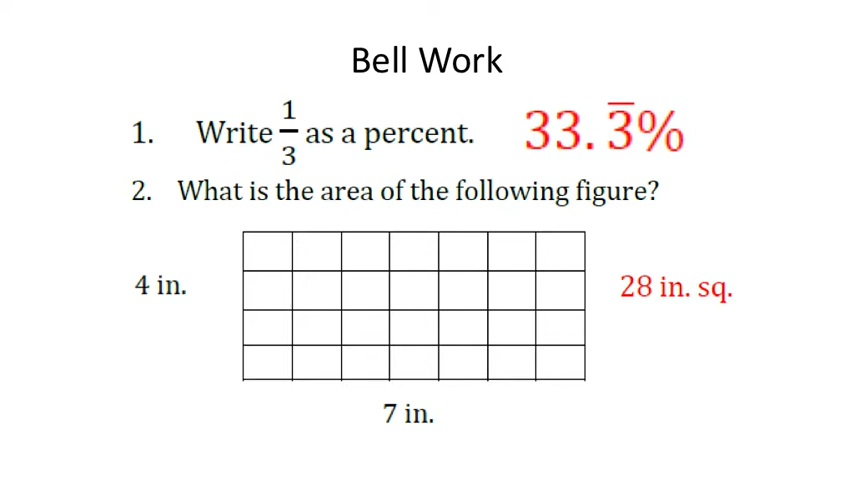 Bell Work
1. Write 1/3 as a percent. 33.3̅%
2. What is the area of the following figure?
4 in.
28 in. sq.
7 in.